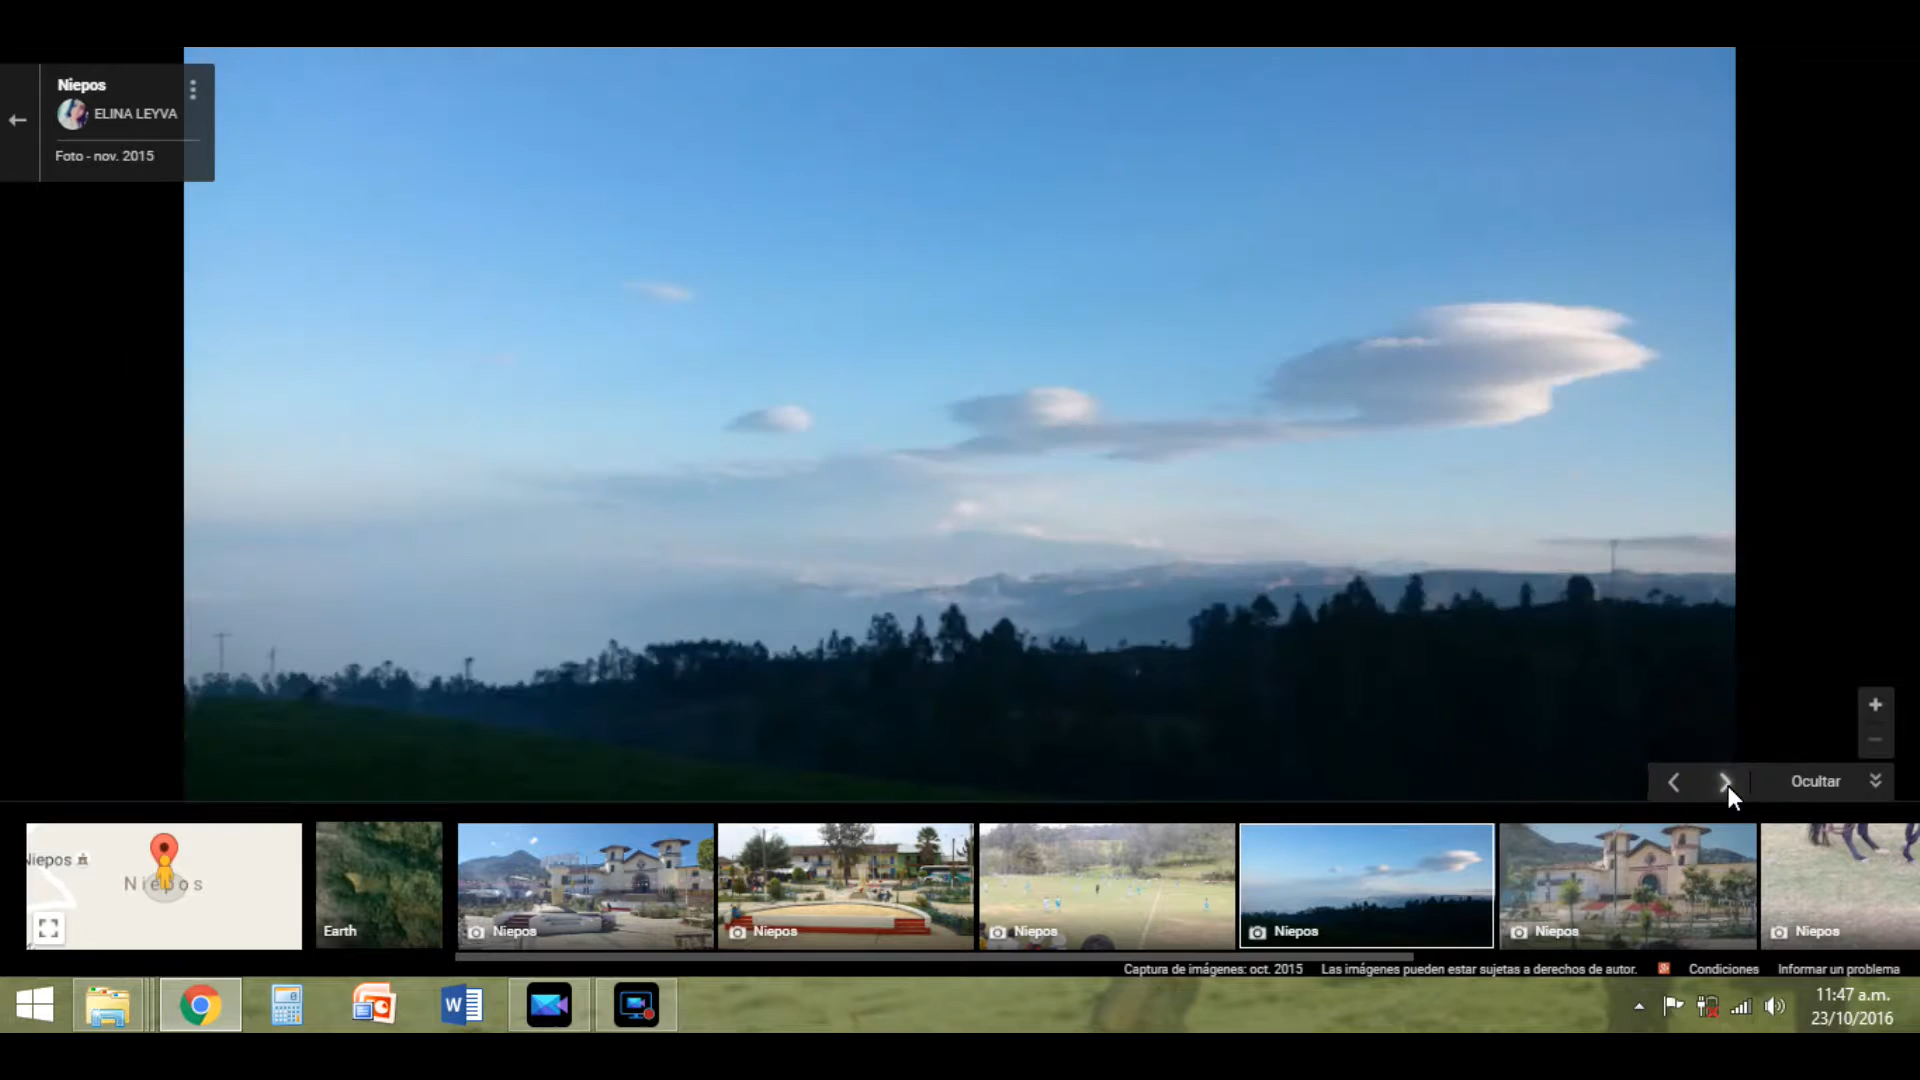 Niepos
ELINA LEYVA
Foto - nov. 2015
Ocultar
Niepos
Niepos
Earth
Niepos
Niepos
Niepos
Niepos
Niepos
Niepos
Captura de imágenes: oct. 2015 Las imágenes pueden estar sujetas a derechos de autor. Condiciones Informar un problema
11:47 a.m.
23/10/2016